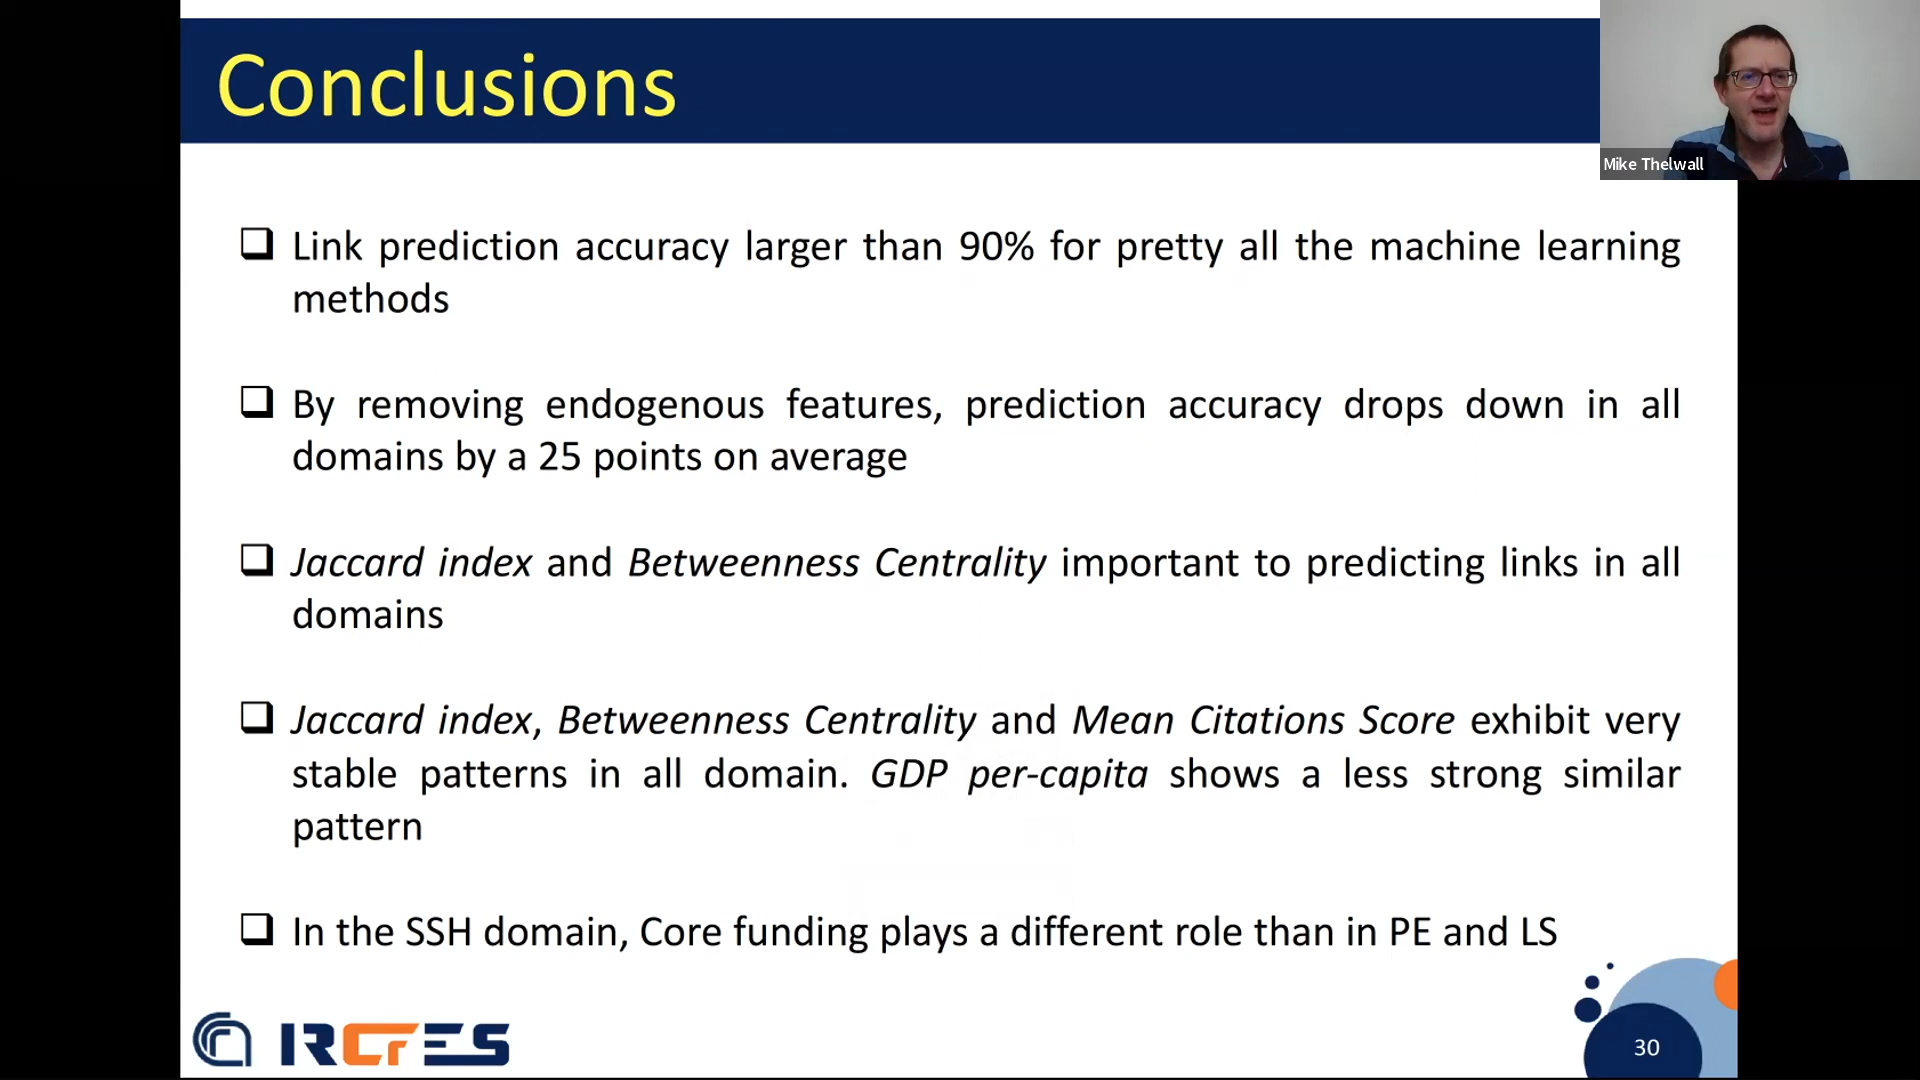 Conclusions
Mike Thelwall
Link prediction accuracy larger than 90% for pretty all the machine learning
methods
By removing endogenous features, prediction accuracy drops down in all
domains by a 25 points on average
Jaccard index and Betweenness Centrality important to predicting links in all
domains
Jaccard index, Betweenness Centrality and Mean Citations Score exhibit very
stable patterns in all domain. GDP per-capita shows a less strong similar
pattern
In the SSH domain, Core funding plays a different role than in PE and LS
IRCrES
30